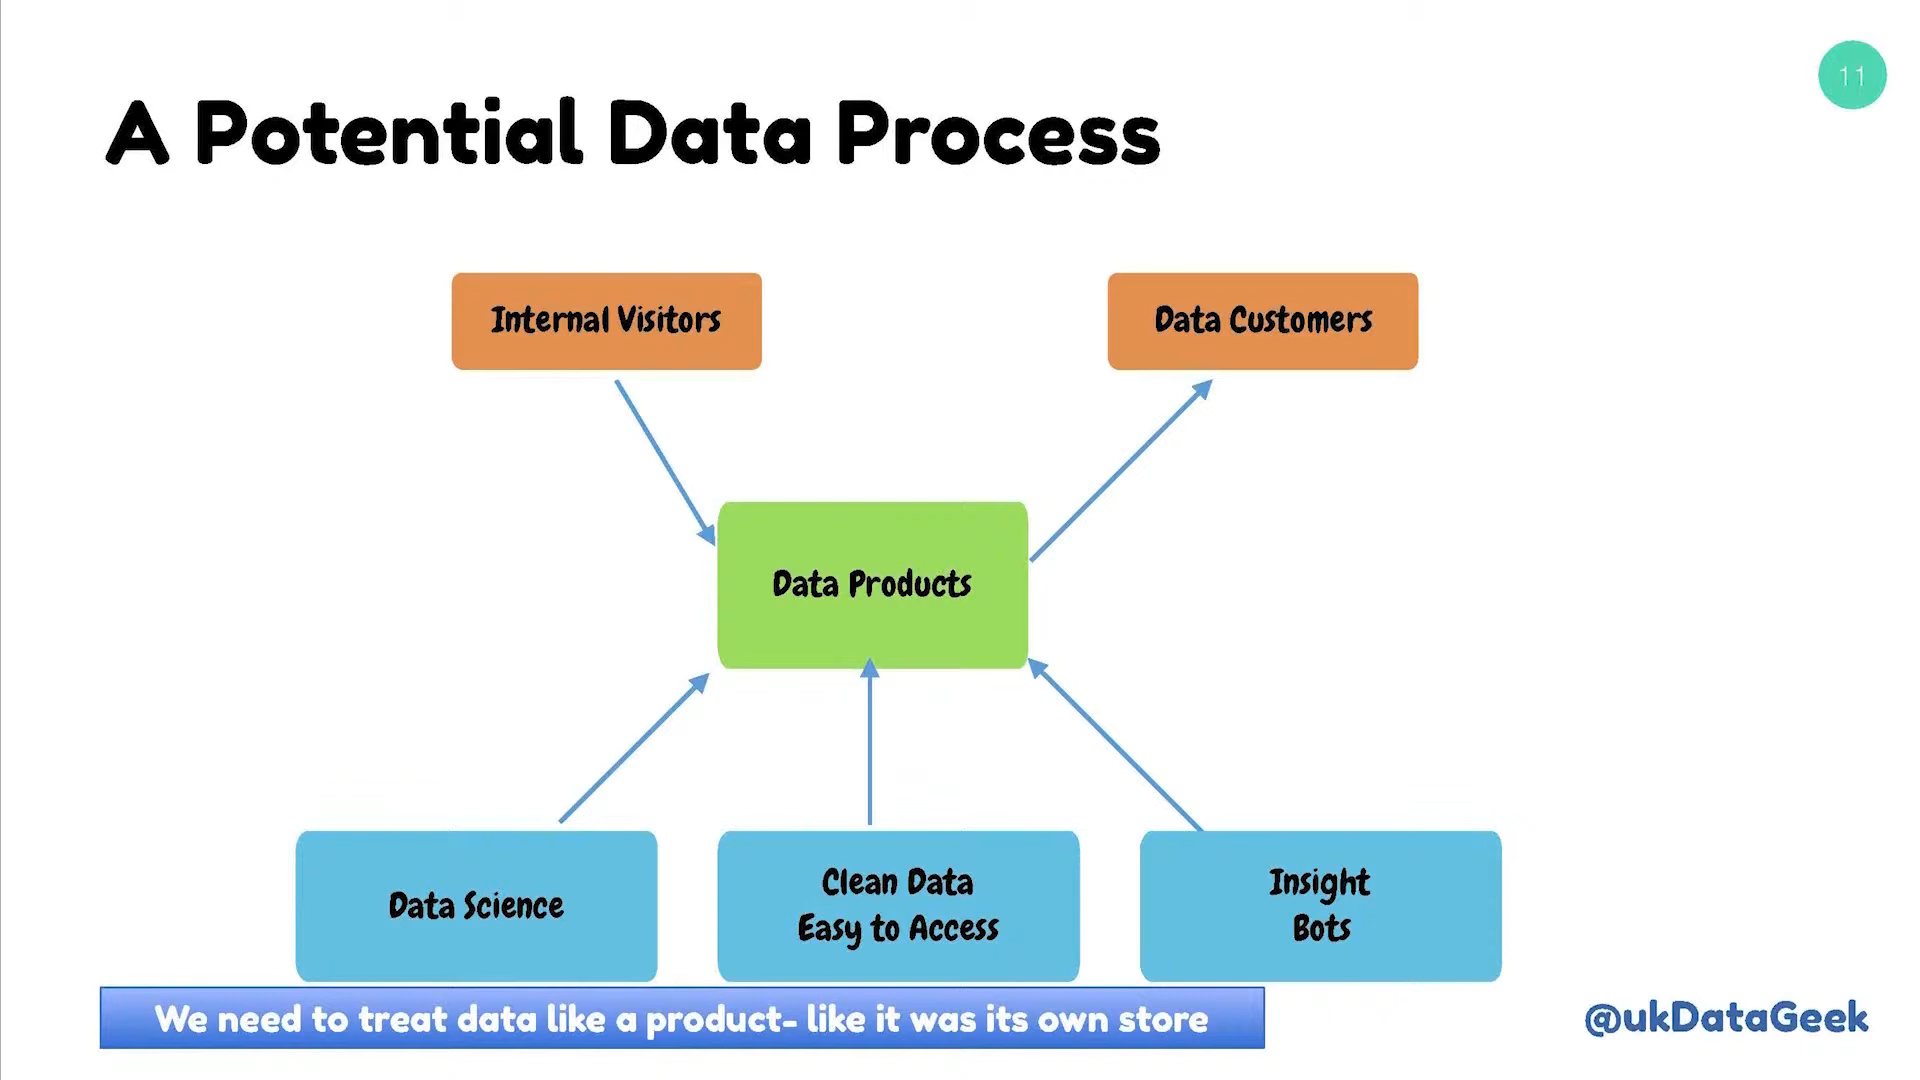 11
A Potential Data Process
Internal Visitors
Data Customers
Data Products
Data Science
Clean Data
Easy to Access
Insight
Bots
We need to treat data like a product- like it was its own store
@ukDataGeek